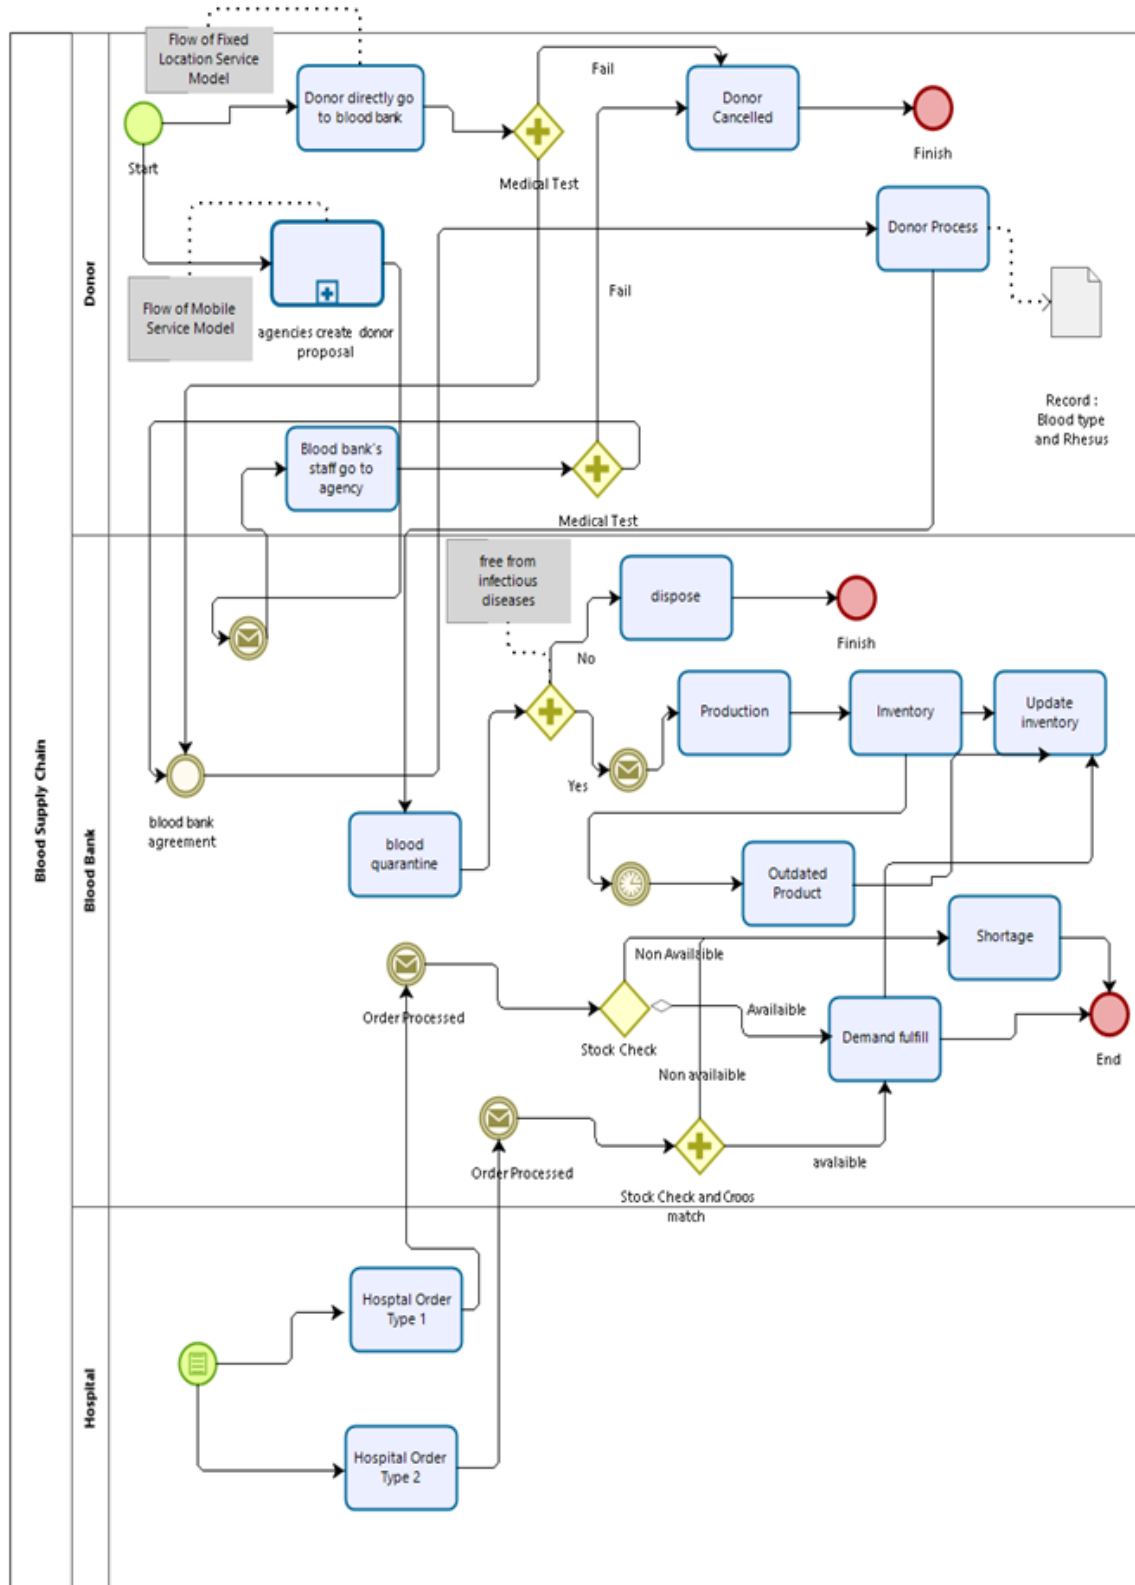 Flow of Fixed
Location Service
Model
Donor directly go
to blood bank
Fail
Donor
Cancelled
Start
Medical Test
Finish
Donor Process
Flow of Mobile
Service Model
agencies create donor
proposal
Fail
Donor
Record :
Blood type
and Rhesus
Blood bank's
staff go to
agency
Medical Test
free from
infectious
diseases
dispose
No
Finish
Production
Inventory
Update
inventory
Yes
Blood Supply Chain
Blood Bank
blood bank
agreement
blood
quarantine
Outdated
Product
Shortage
Non Available
Order Processed
Availaible
Stock Check
Demand fulfill
End
Non availaible
Order Processed
avalaible
Stock Check and Croos
match
Hosptal Order
Type 1
Hospital
Hospital Order
Type 2